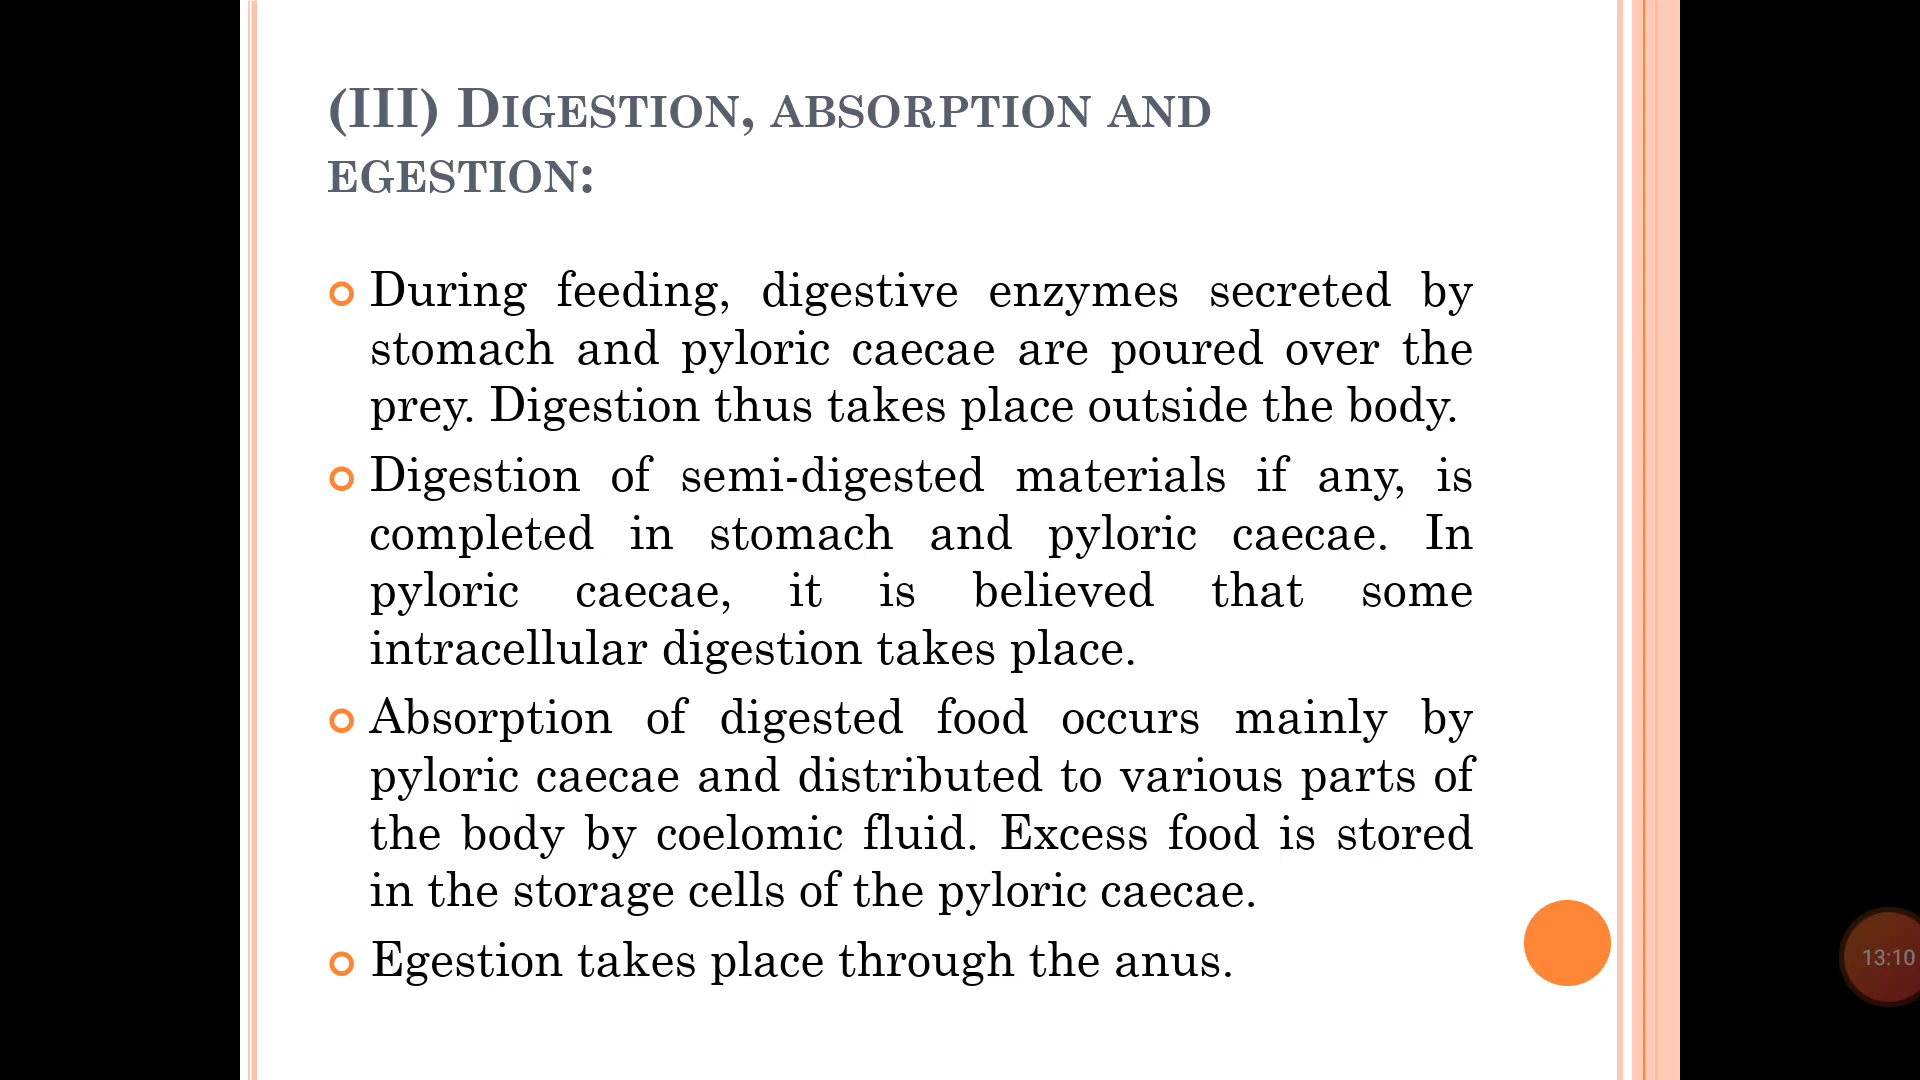 (III) Digestion, absorption and
egestion:
During feeding, digestive enzymes secreted by
stomach and pyloric caecae are poured over the
prey. Digestion thus takes place outside the body.
Digestion of semi-digested materials if any, is
completed in stomach and pyloric caecae. In
pyloric caecae, it is believed that some
intracellular digestion takes place.
Absorption of digested food occurs mainly by
pyloric caecae and distributed to various parts of
the body by coelomic fluid. Excess food is stored
in the storage cells of the pyloric caecae.
Egestion takes place through the anus.
13:10